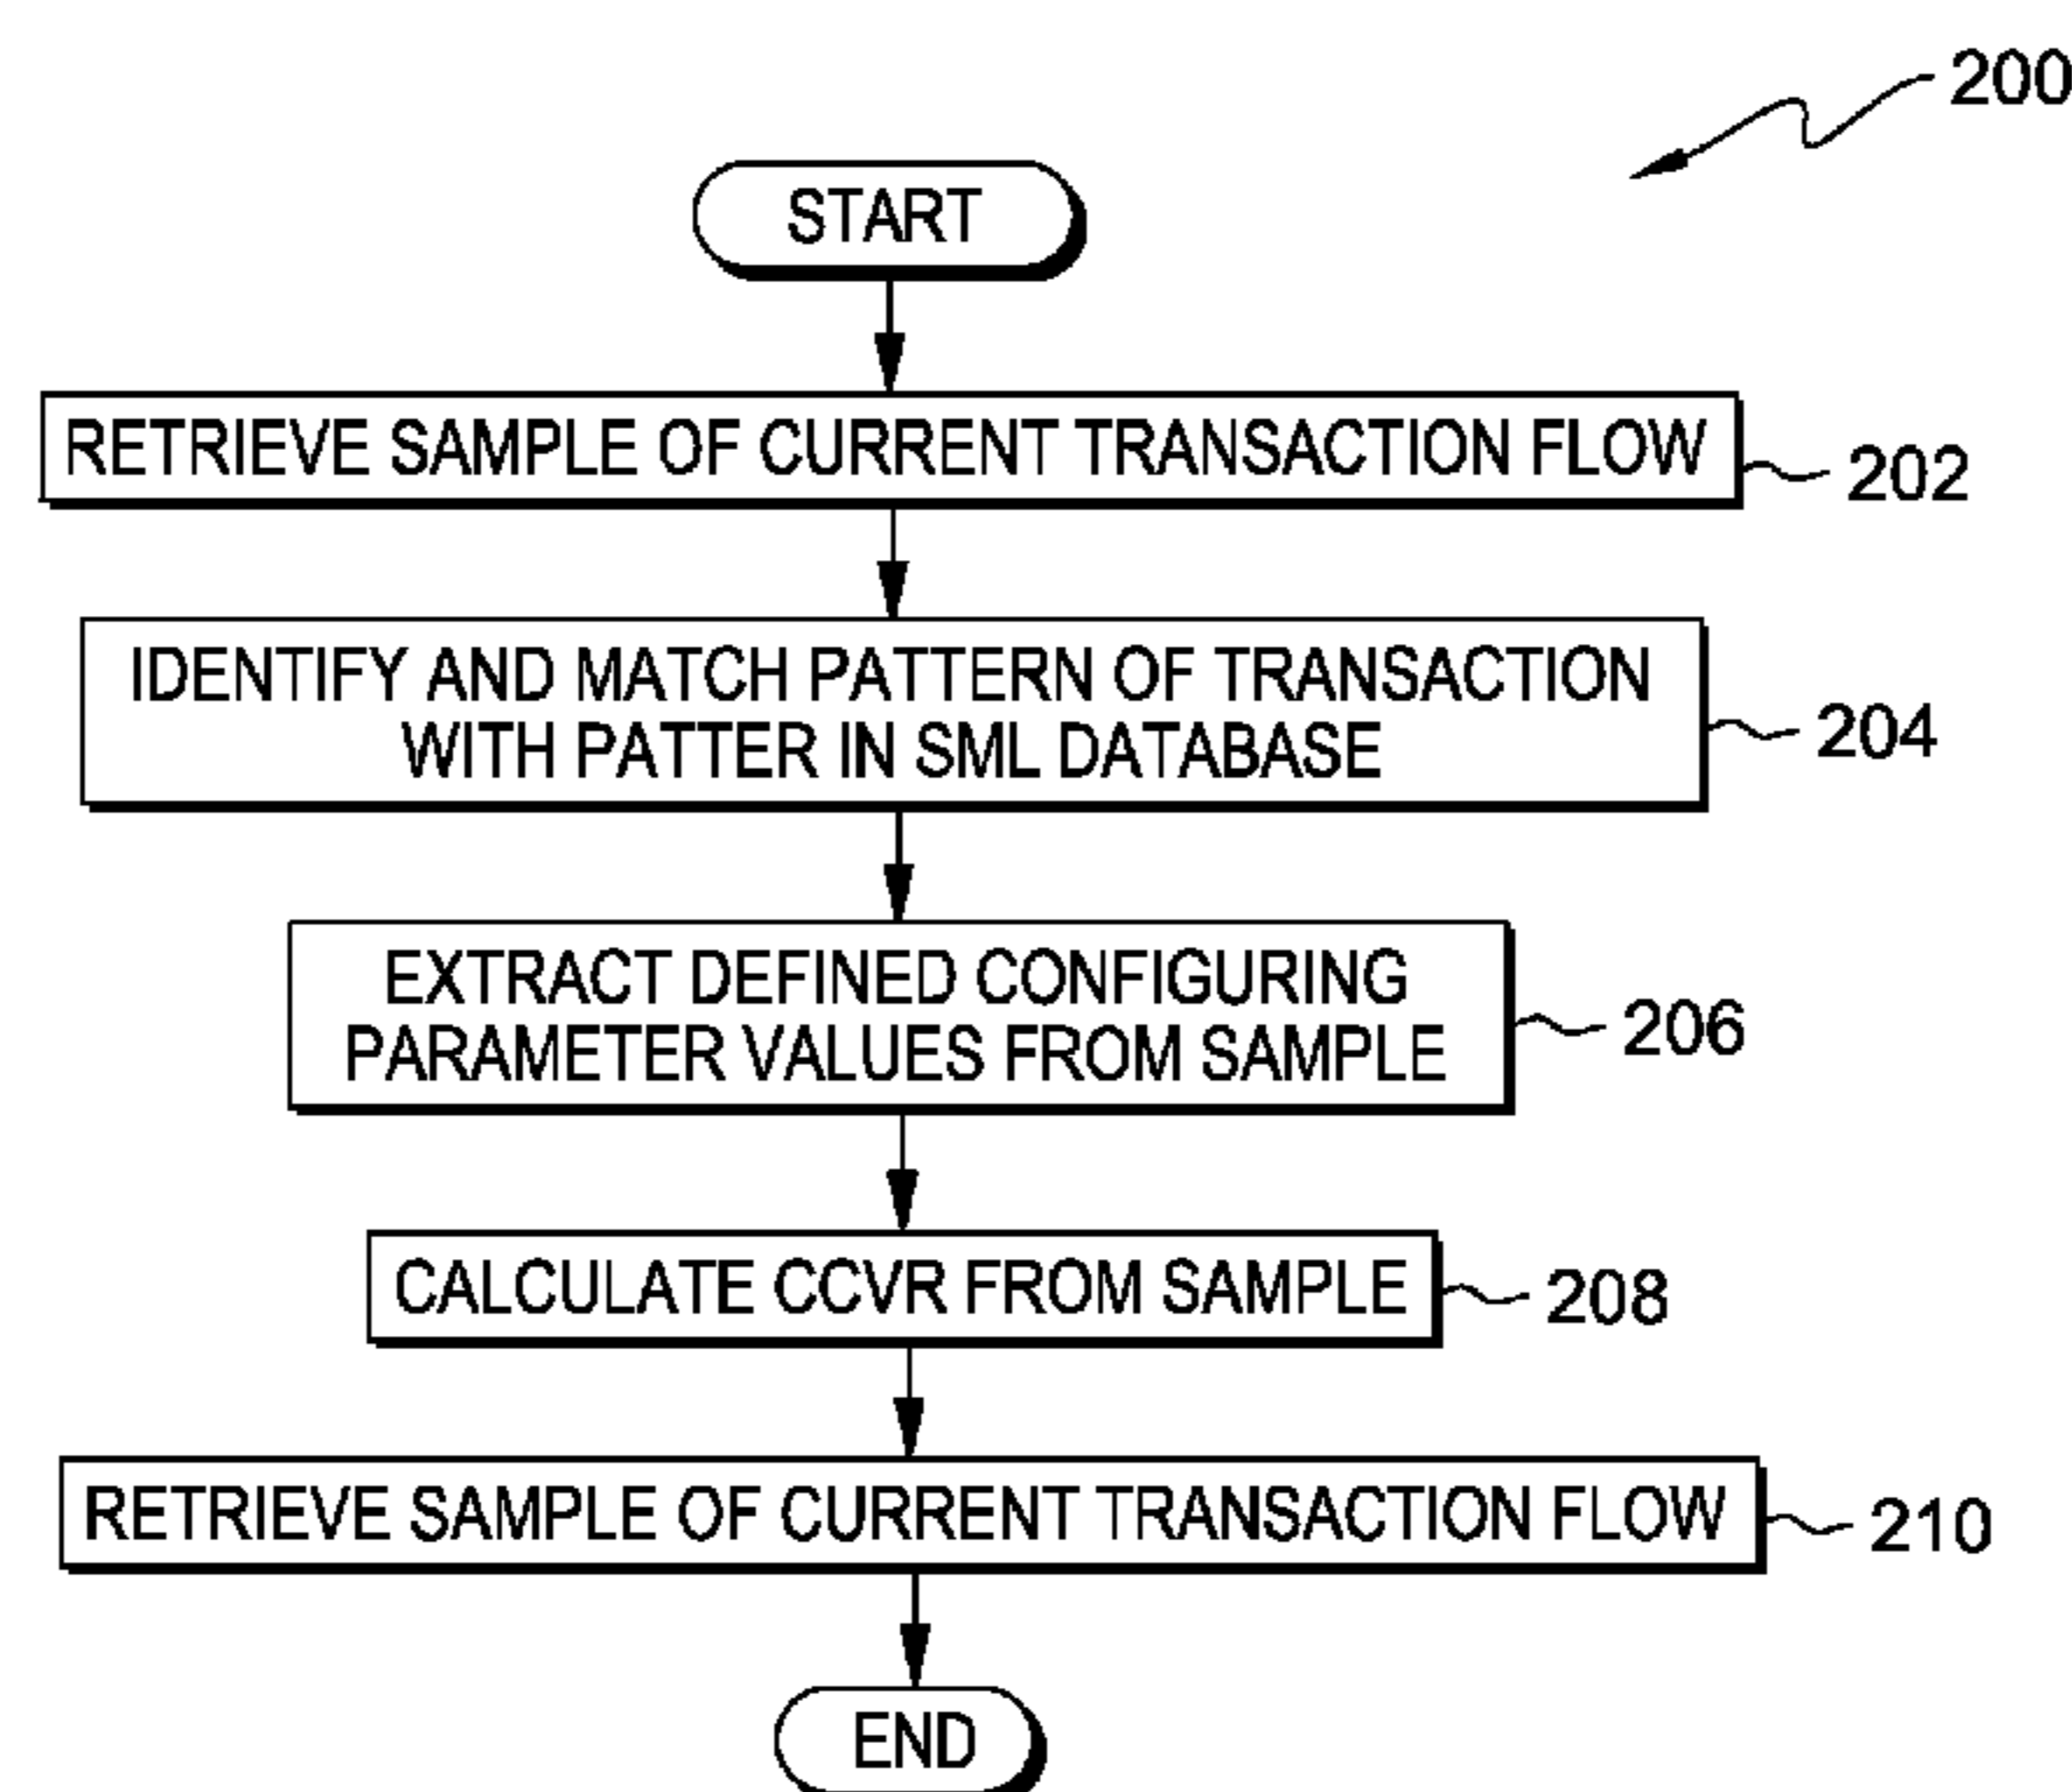 200
START
RETRIEVE SAMPLE OF CURRENT TRANSACTION FLOW
202
IDENTIFY AND MATCH PATTERN OF TRANSACTION
WITH PATTER IN SML DATABASE
204
EXTRACT DEFINED CONFIGURING
PARAMETER VALUES FROM SAMPLE
206
CALCULATE CCVR FROM SAMPLE
208
RETRIEVE SAMPLE OF CURRENT TRANSACTION FLOW
210
END